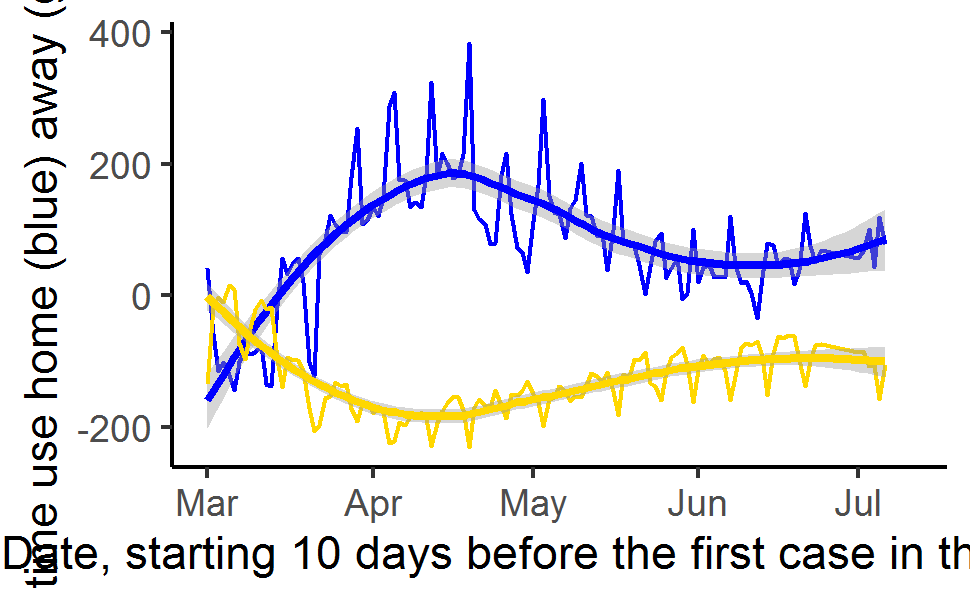 time use home (blue) away (
400
200
0
-200
Mar Apr May Jun Jul
Date, starting 10 days before the first case in th